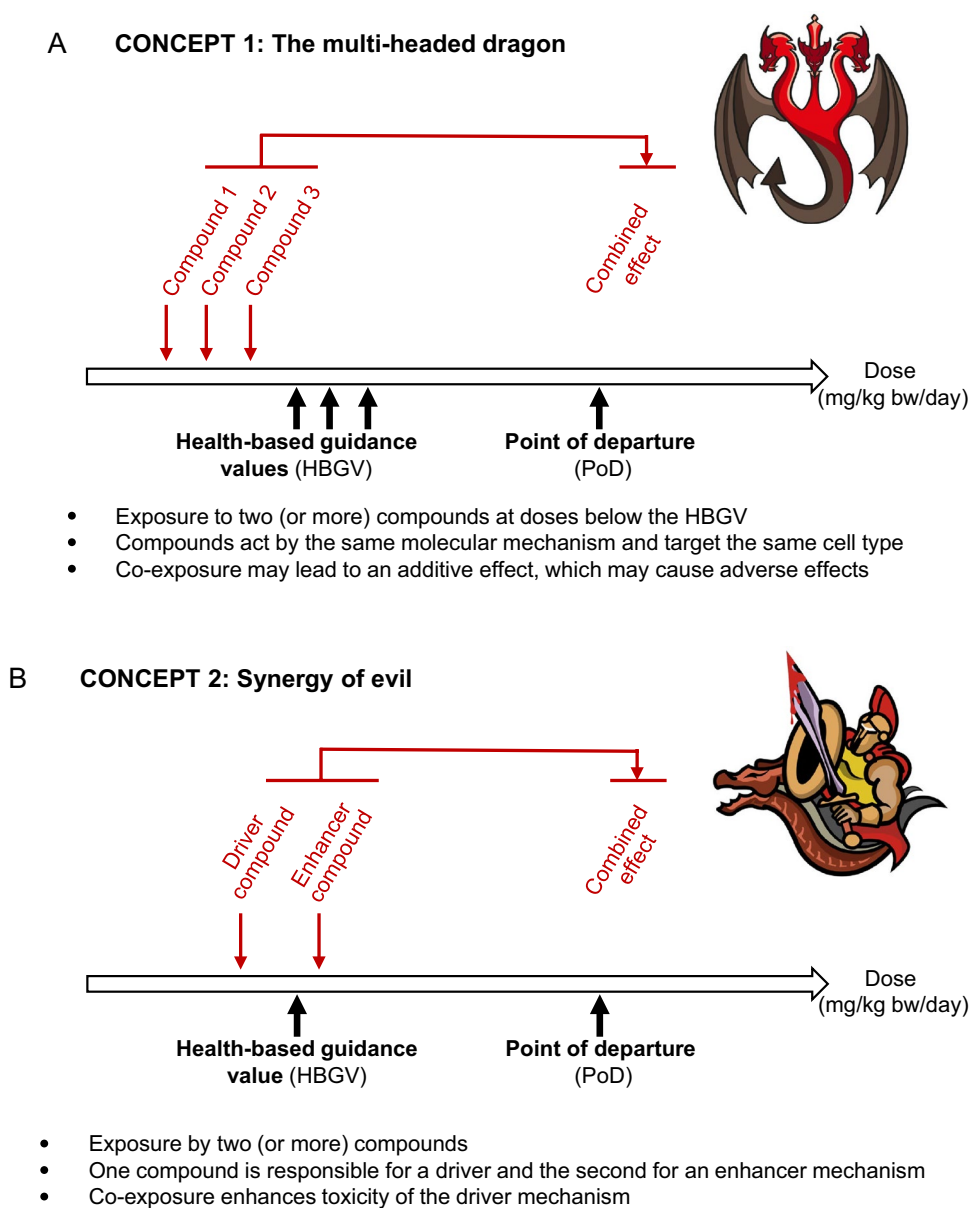 A CONCEPT 1: The multi-headed dragon
Compound 1
Compound 2
Compound 3
Combined
effect
Dose
(mg/kg bw/day)
Health-based guidance
values (HBGV)
Point of departure
(PoD)
• Exposure to two (or more) compounds at doses below the HBGV
• Compounds act by the same molecular mechanism and target the same cell type
• Co-exposure may lead to an additive effect, which may cause adverse effects
B CONCEPT 2: Synergy of evil
Driver
compound
Enhancer
compound
Combined
effect
Dose
(mg/kg bw/day)
Health-based guidance
value (HBGV)
Point of departure
(PoD)
• Exposure by two (or more) compounds
• One compound is responsible for a driver and the second for an enhancer mechanism
• Co-exposure enhances toxicity of the driver mechanism